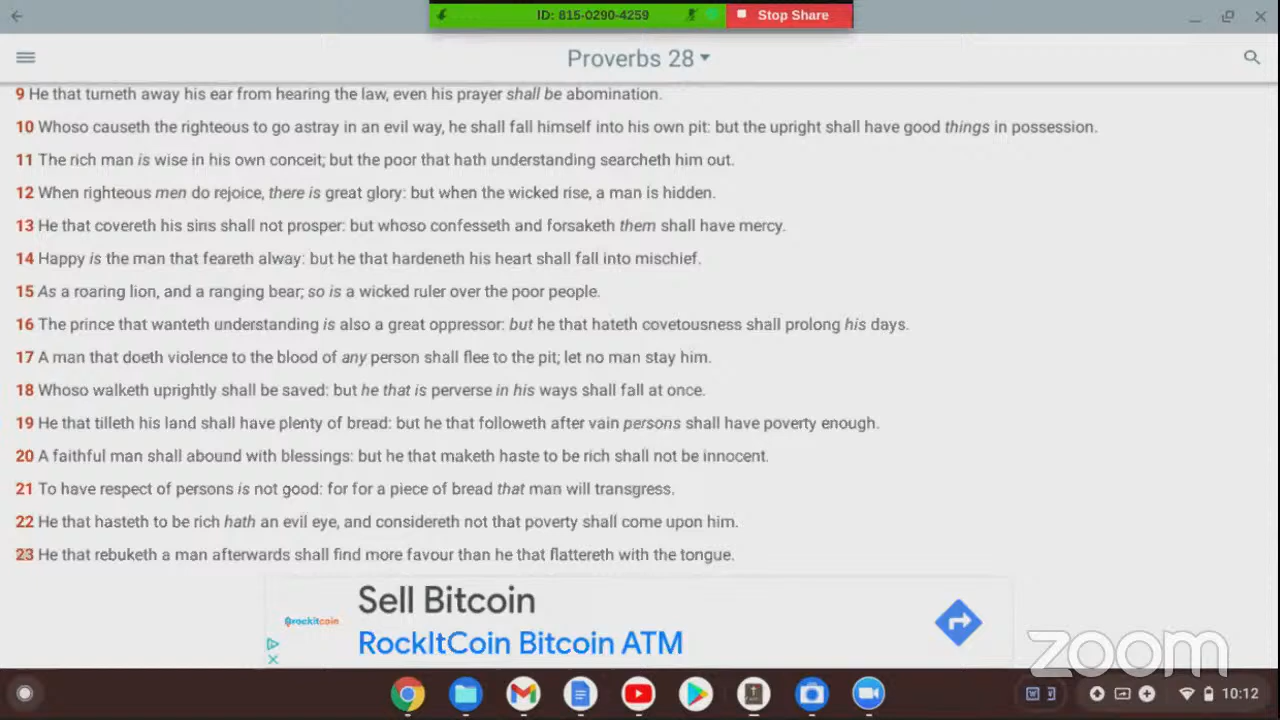 ID: 815-0290-4259
Stop Share
Proverbs 28
9 He that turneth away his ear from hearing the law, even his prayer shall be abomination.
10 Whoso causeth the righteous to go astray in an evil way, he shall fall himself into his own pit: but the upright shall have good things in possession.
11 The rich man is wise in his own conceit; but the poor that hath understanding searcheth him out.
12 When righteous men do rejoice, there is great glory: but when the wicked rise, a man is hidden.
13 He that covereth his sins shall not prosper: but whoso confesseth and forsaketh them shall have mercy.
14 Happy is the man that feareth alway: but he that hardeneth his heart shall fall into mischief.
15 As a roaring lion, and a ranging bear; so is a wicked ruler over the poor people.
16 The prince that wanteth understanding is also a great oppressor: but he that hateth covetousness shall prolong his days.
17 A man that doeth violence to the blood of any person shall flee to the pit; let no man stay him.
18 Whoso walketh uprightly shall be saved: but he that is perverse in his ways shall fall at once.
19 He that tilleth his land shall have plenty of bread: but he that followeth after vain persons shall have poverty enough.
20 A faithful man shall abound with blessings: but he that maketh haste to be rich shall not be innocent.
21 To have respect of persons is not good: for for a piece of bread that man will transgress.
22 He that hasteth to be rich hath an evil eye, and considereth not that poverty shall come upon him.
23 He that rebuketh a man afterwards shall find more favour than he that flattereth with the tongue.
Sell Bitcoin
rockitcoin
RockItCoin Bitcoin ATM
zoom
10:12